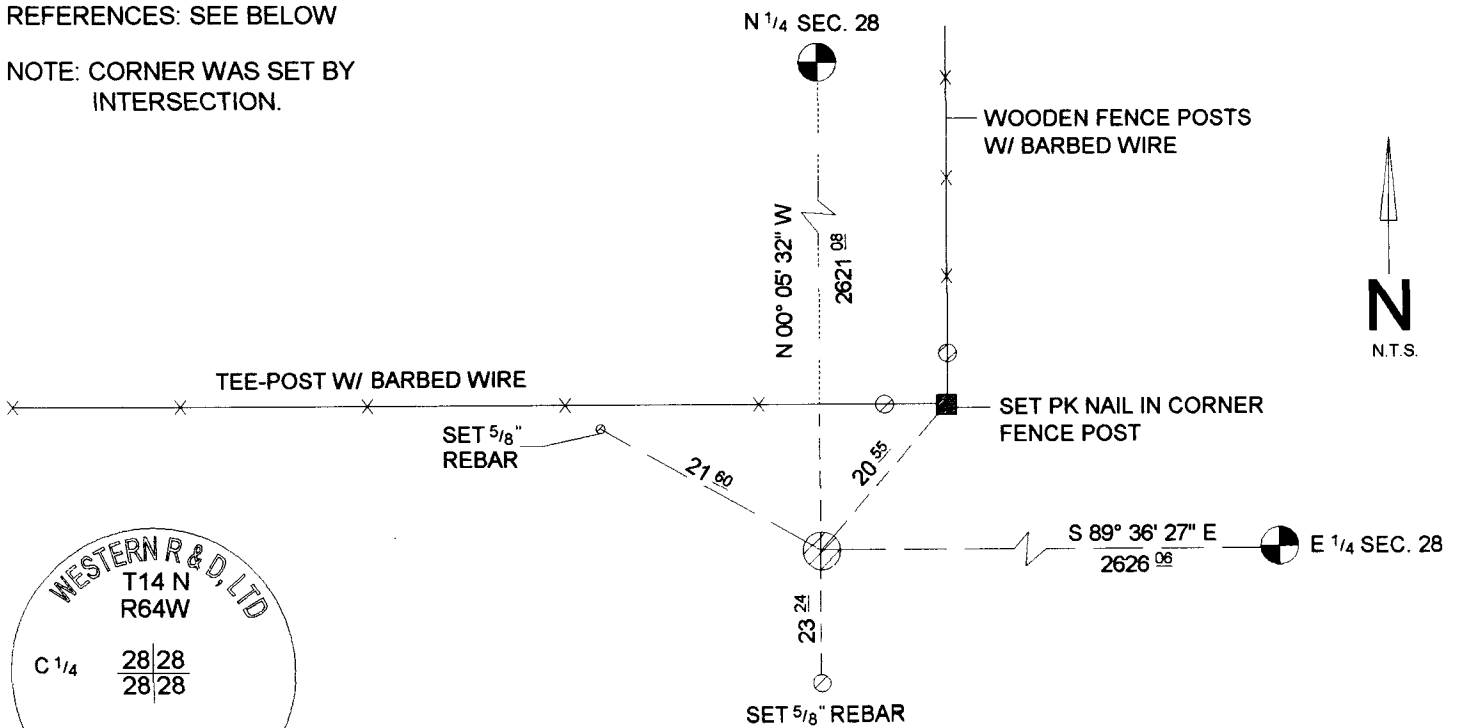 REFERENCES: SEE BELOW
NOTE: CORNER WAS SET BY
INTERSECTION.
N 1/4 SEC. 28
WOODEN FENCE POSTS
W/ BARBED WIRE
N 00° 05' 32" W
2621 08
N
N.T.S.
TEE-POST W/ BARBED WIRE
SET PK NAIL IN CORNER
FENCE POST
SET 5/8"
REBAR
21 60
20 55
S 89° 36' 27" E
2626 06
E 1/4 SEC. 28
23 24
SET 5/8" REBAR
WESTERN R & D, LTD
T14 N
R64W
C 1/4
28 28
28 28